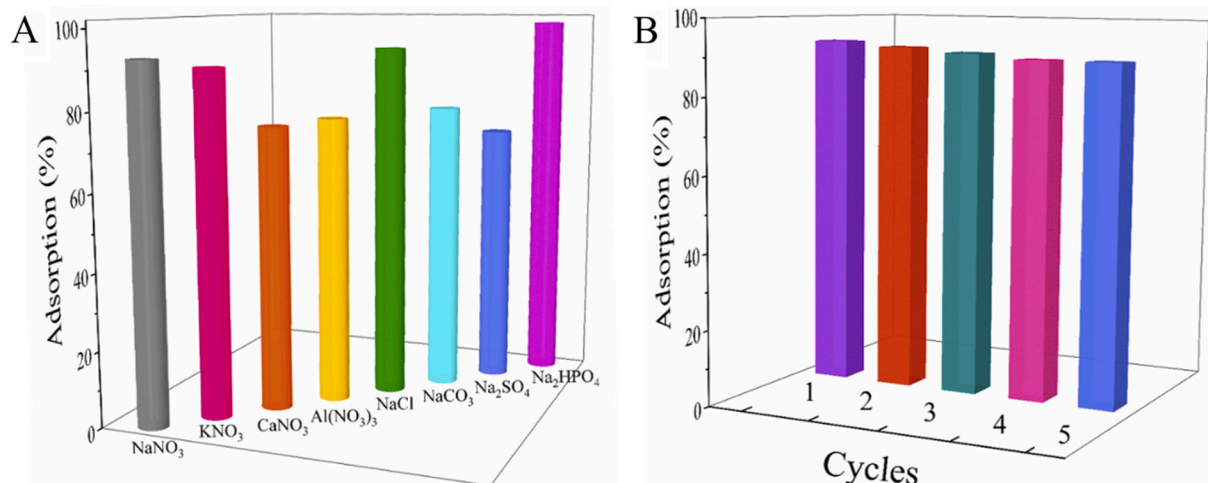 A
Adsorption (%)
100
80
60
40
20
0
NaNO₃
KNO₃
CaNO₃
Al(NO₃)₃
NaCl
NaCO₃
Na₂SO₄
Na₂HPO₄
B
Adsorption (%)
100
80
60
40
20
0
1
2
3
4
5
Cycles